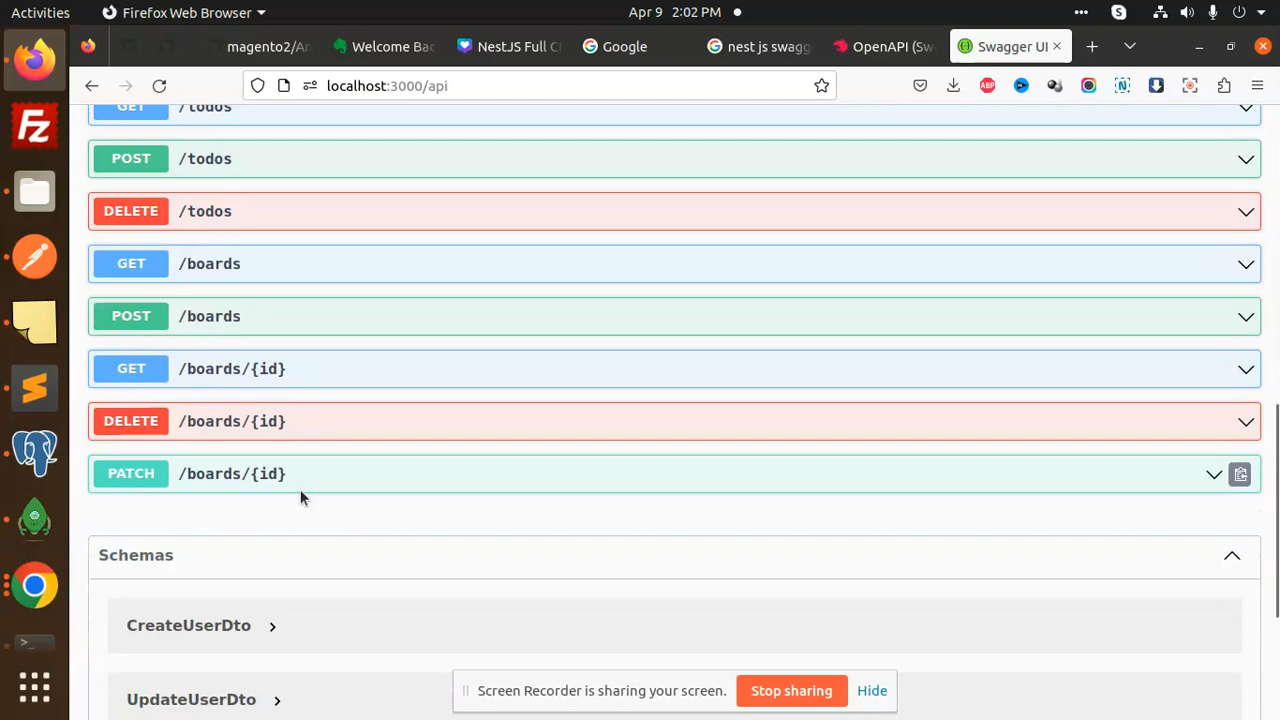 Activities
Firefox Web Browser
Apr 9 2:02 PM
magento2/Ar
Welcome Bac
NestJS Full C
Google
nest js swagg
OpenAPI (Sw
Swagger UI
localhost:3000/api
GET /todos
POST /todos
DELETE /todos
GET /boards
POST /boards
GET /boards/{id}
DELETE /boards/{id}
PATCH /boards/{id}
Schemas
CreateUserDto
UpdateUserDto
Screen Recorder is sharing your screen.
Stop sharing
Hide